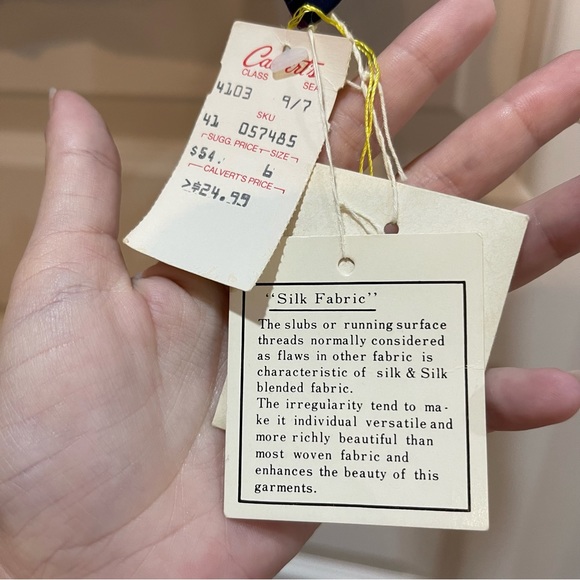 Calvert's
CLASS SEA
4103 9/7
SKU
41 057485
SUGG. PRICE SIZE
$54. 6
CALVERT'S PRICE
>$24.99
"Silk Fabric"
The slubs or running surface
threads normally considered
as flaws in other fabric is
characteristic of silk & Silk
blended fabric.
The irregularity tend to ma-
ke it individual versatile and
more richly beautiful than
most woven fabric and
enhances the beauty of this
garments.